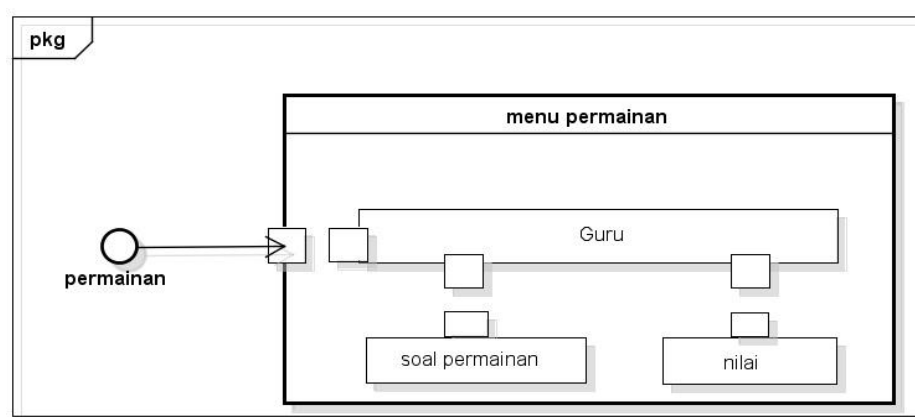 pkg
menu permainan
Guru
permainan
soal permainan
nilai